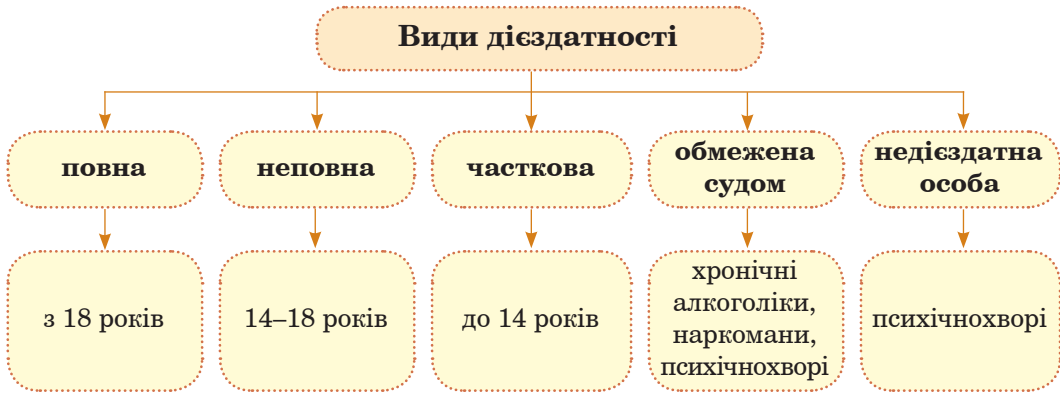 Види дієздатності
повна
неповна
часткова
обмежена
судом
недієздатна
особа
з 18 років
14–18 років
до 14 років
хронічні
алкоголіки,
наркомани,
психічнохворі
психічнохворі